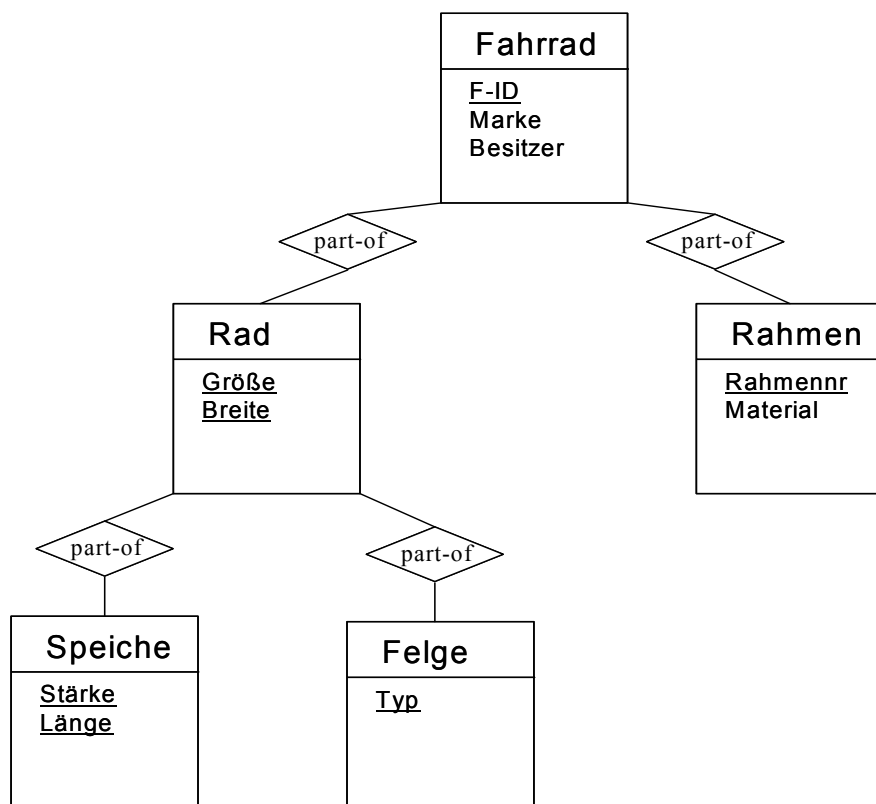 Fahrrad
F-ID
Marke
Besitzer
part-of
part-of
Rad
Größe
Breite
Rahmen
Rahmennr
Material
part-of
part-of
Speiche
Stärke
Länge
Felge
Typ